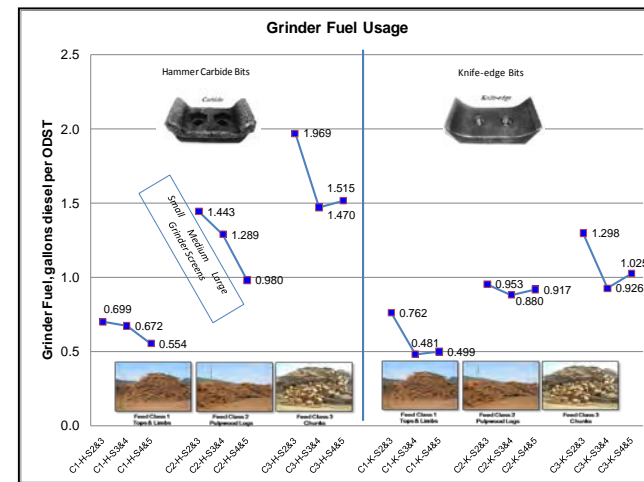 Grinder Fuel Usage
Grinder Fuel, gallons diesel per ODST
2.5
2.0
1.5
1.0
0.5
0.0
Hammer Carbide Bits
Carbide
Knife-edge Bits
Knife-edge
Small Medium Large
Grinder Screens
0.699
0.672
0.554
1.443
1.289
0.980
1.969
1.470
1.515
0.762
0.481
0.499
0.953
0.880
0.917
1.298
0.926
1.025
Feed Class 1
Tops & Limbs
Feed Class 2
Pulpwood Logs
Feed Class 3
Chunks
Feed Class 1
Tops & Limbs
Feed Class 2
Pulpwood Logs
Feed Class 3
Chunks
C1-H-S2&3
C1-H-S3&4
C1-H-S4&5
C2-H-S2&3
C2-H-S3&4
C2-H-S4&5
C3-H-S2&3
C3-H-S3&4
C3-H-S4&5
C1-K-S2&3
C1-K-S3&4
C1-K-S4&5
C2-K-S2&3
C2-K-S3&4
C2-K-S4&5
C3-K-S2&3
C3-K-S3&4
C3-K-S4&5